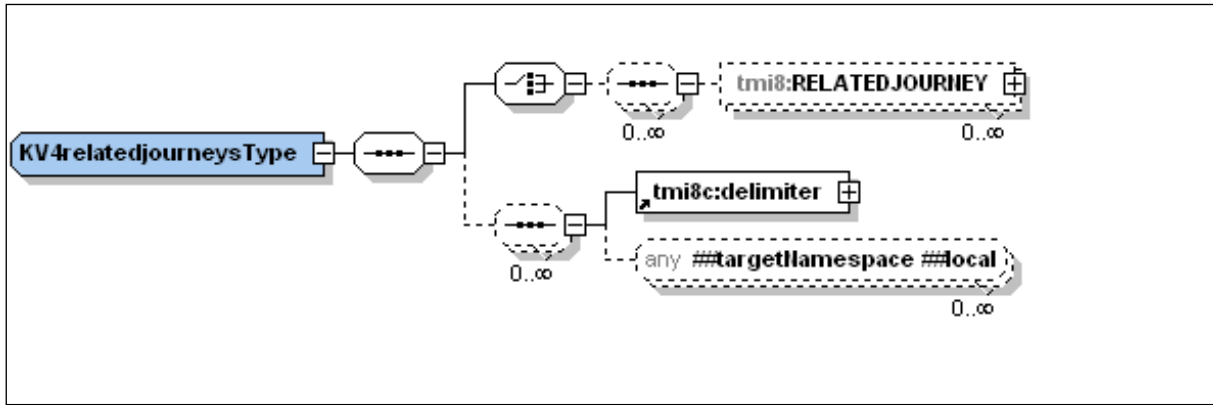 tmi8:RELATEDJOURNEY
0..∞
0..∞
KV4relatedjourneysType
tmi8c:delimiter
0..∞
any ##targetNamespace ##local
0..∞